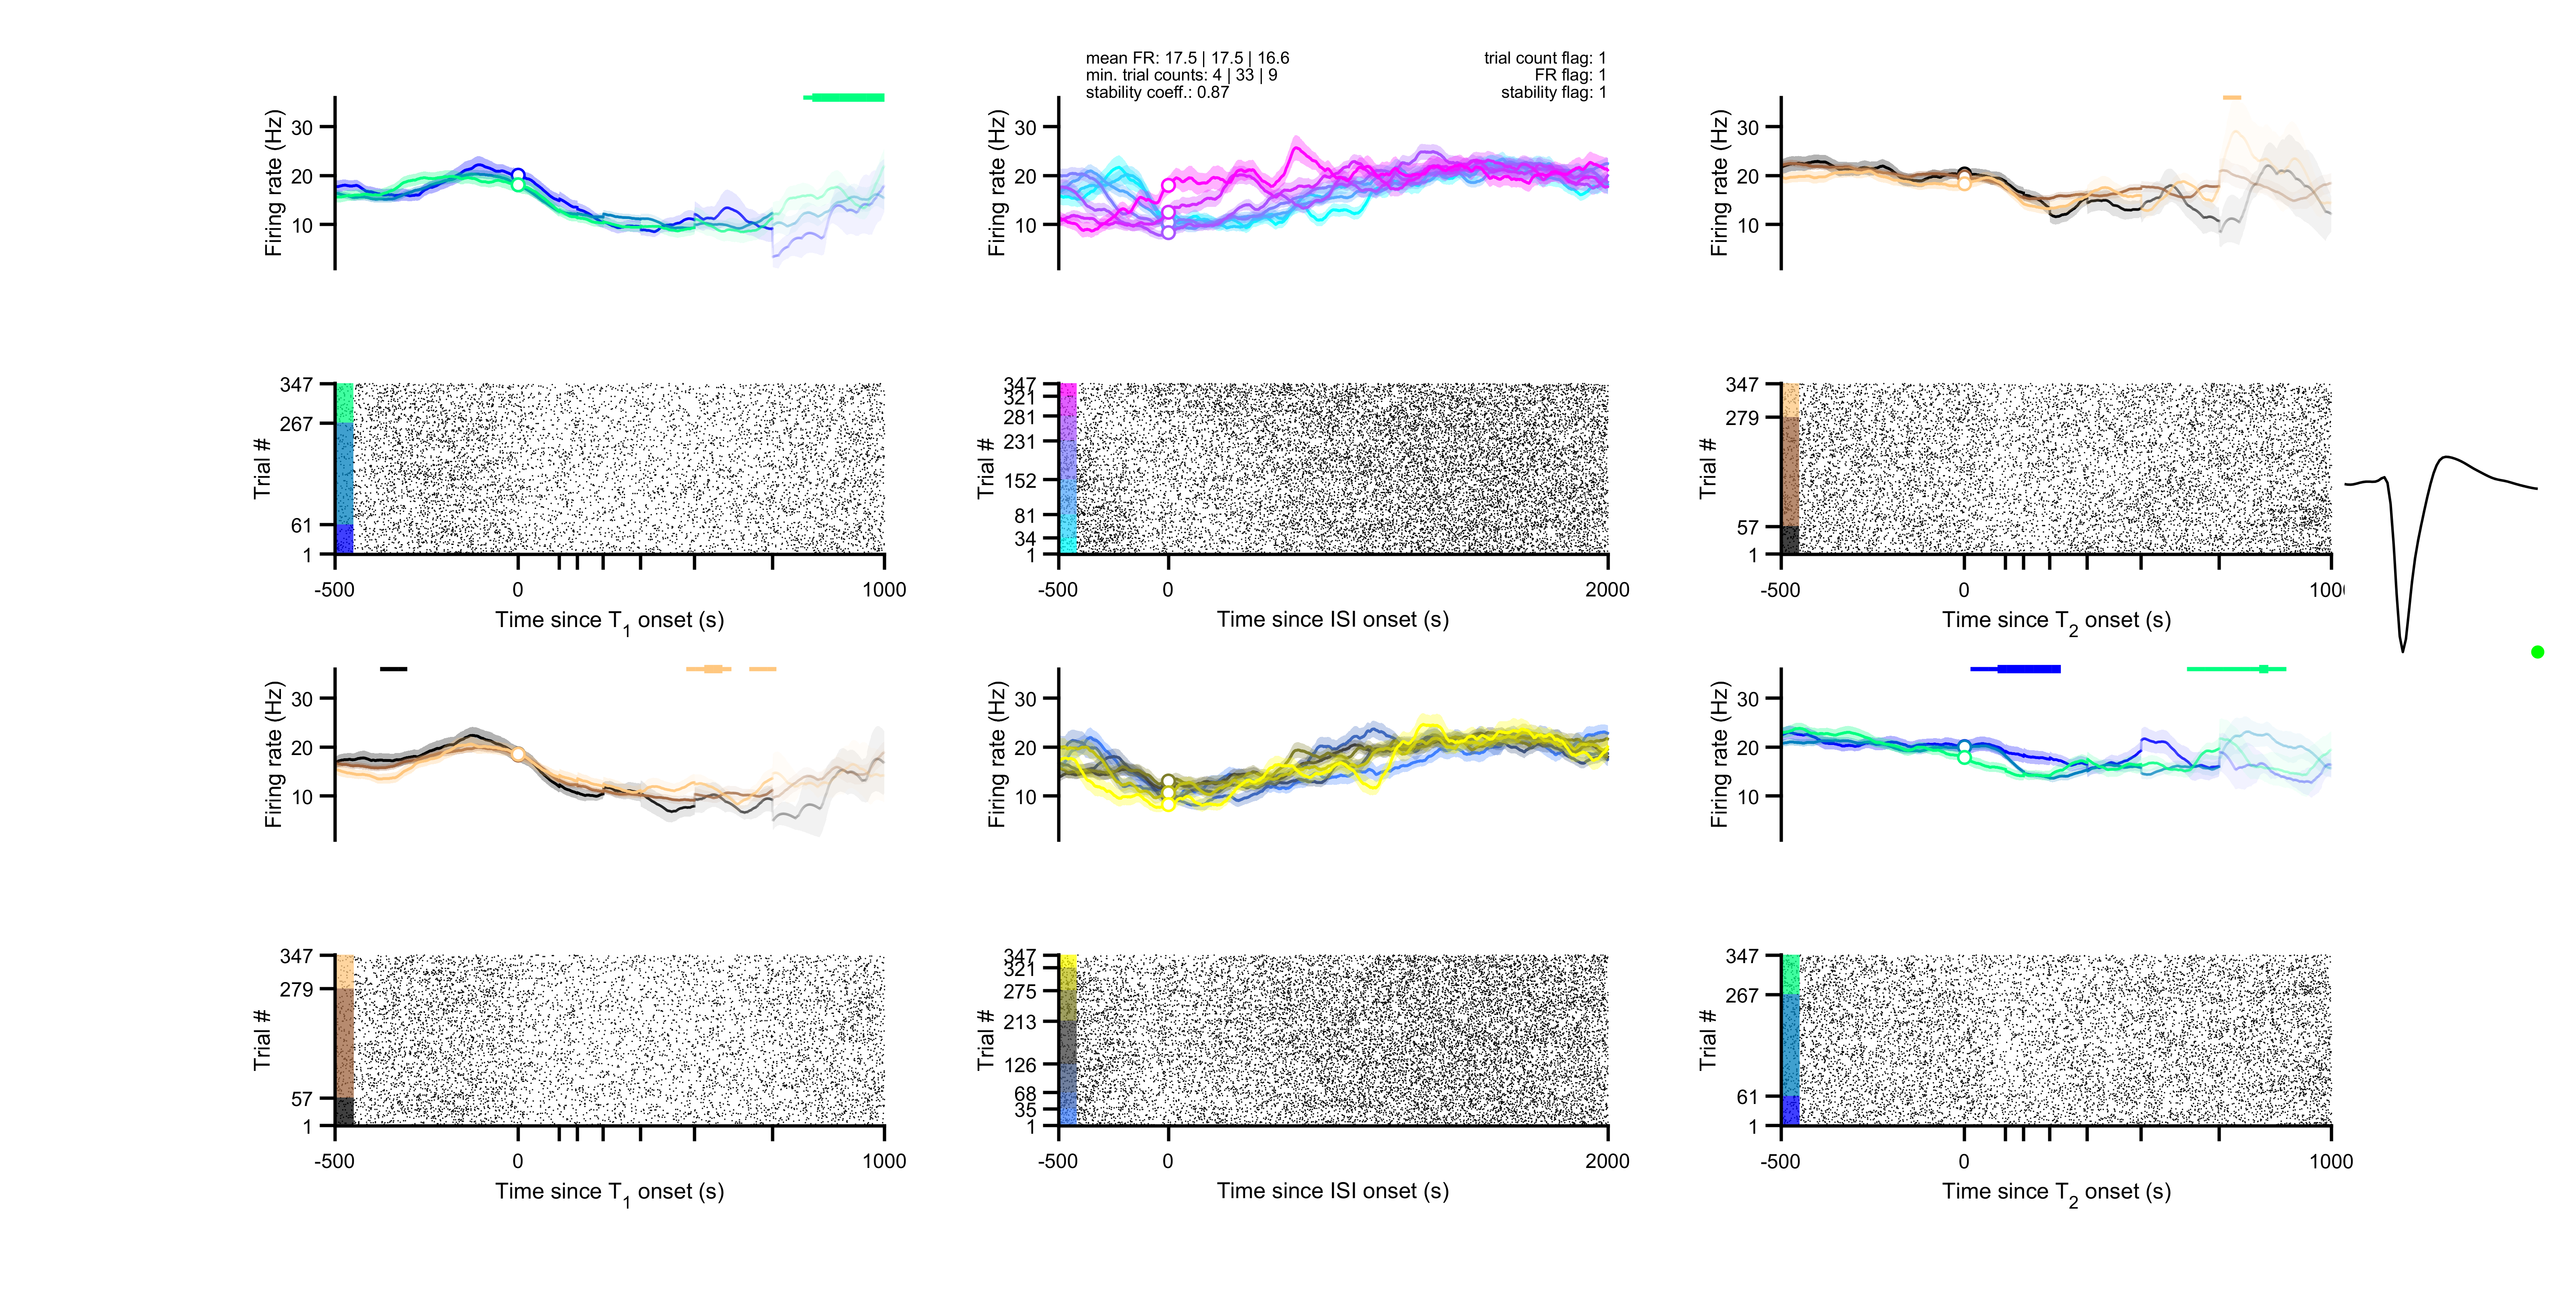 mean FR: 17.5 | 17.5 | 16.6
min. trial counts: 4 | 33 | 9
stability coeff.: 0.87
trial count flag: 1
FR flag: 1
stability flag: 1
Firing rate (Hz)
30
20
10
Firing rate (Hz)
30
20
10
Firing rate (Hz)
30
20
10
Trial #
347
267
61
1
-500
0
1000
Time since T1 onset (s)
Trial #
347
321
281
231
152
81
34
1
-500
0
2000
Time since ISI onset (s)
Trial #
347
279
57
1
-500
0
100
Time since T2 onset (s)
Firing rate (Hz)
30
20
10
Firing rate (Hz)
30
20
10
Firing rate (Hz)
30
20
10
Trial #
347
279
57
1
-500
0
1000
Time since T1 onset (s)
Trial #
347
321
275
213
126
68
35
1
-500
0
2000
Time since ISI onset (s)
Trial #
347
267
61
1
-500
0
1000
Time since T2 onset (s)